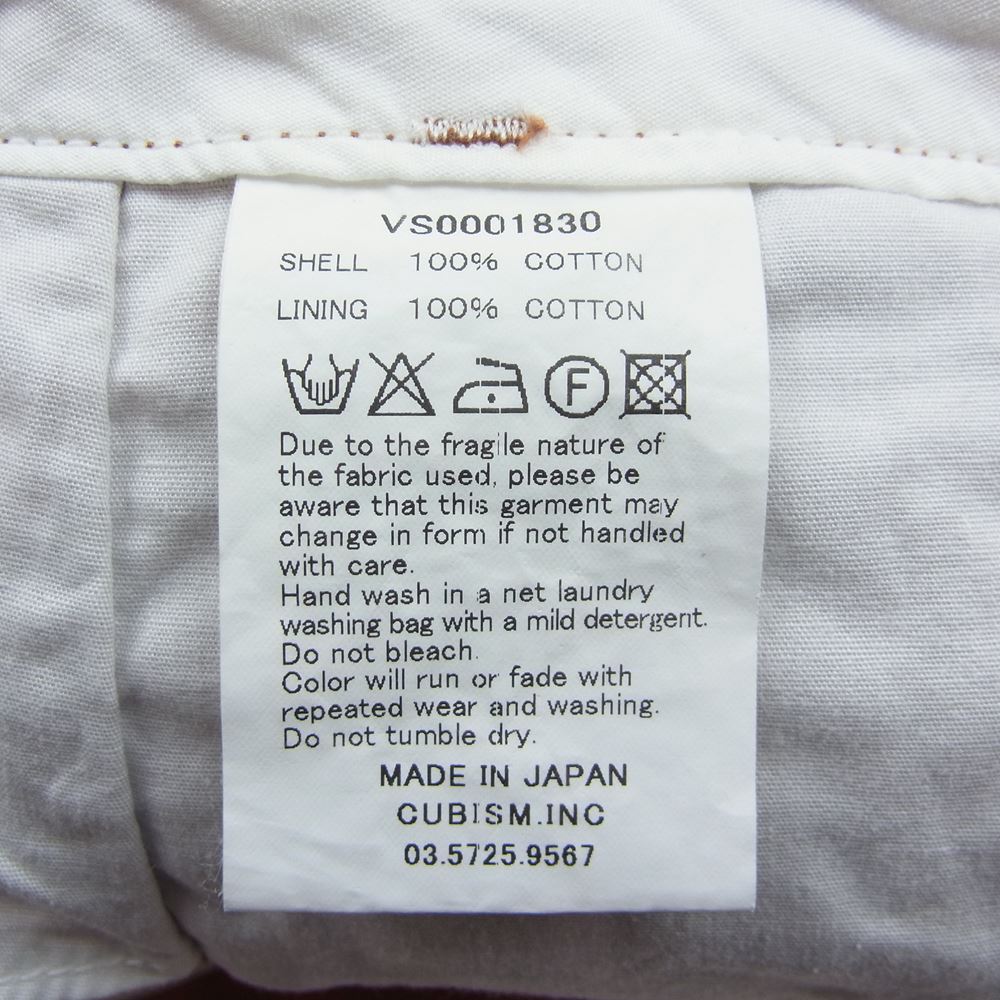 VS0001830
SHELL 100% COTTON
LINING 100% COTTON
F
Due to the fragile nature of
the fabric used, please be
aware that this garment may
change in form if not handled
with care.
Hand wash in a net laundry
washing bag with a mild detergent.
Do not bleach.
Color will run or fade with
repeated wear and washing.
Do not tumble dry.
MADE IN JAPAN
CUBISM.INC
03.5725.9567